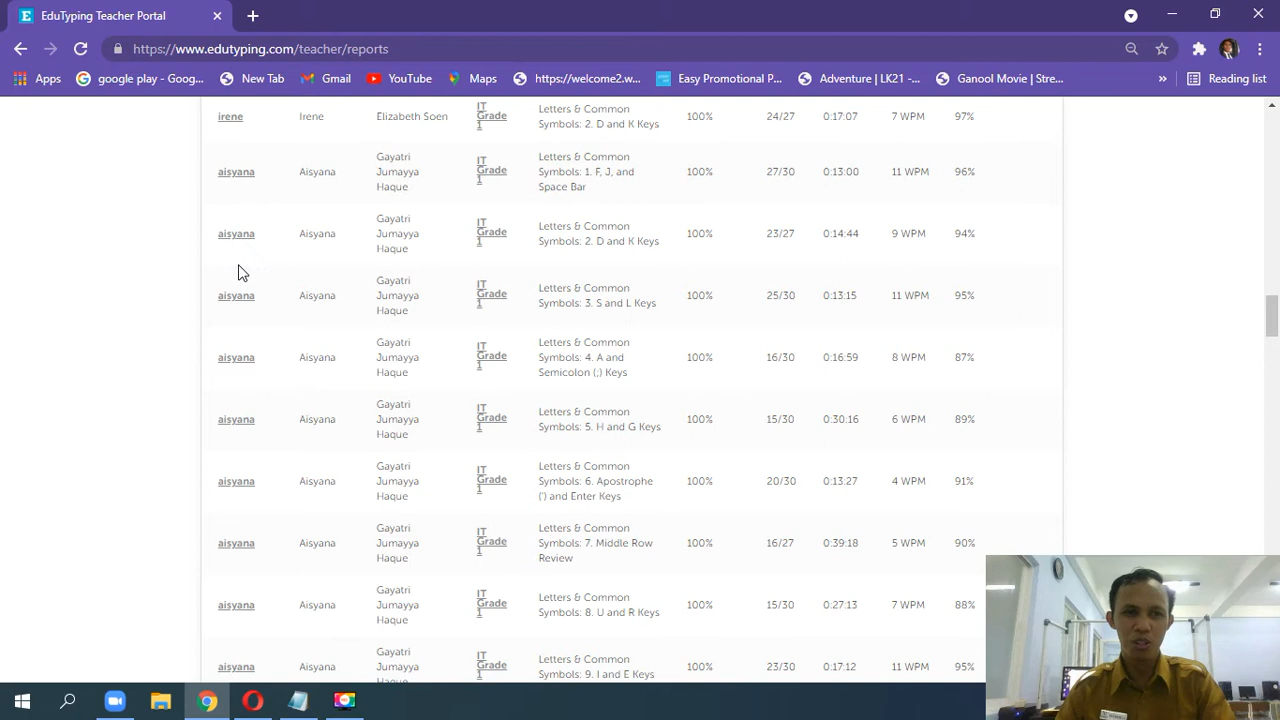 EduTyping Teacher Portal
https://www.edutyping.com/teacher/reports
Apps google play - Goog... New Tab Gmail YouTube Maps https://welcome2.w... Easy Promotional P... Adventure | LK21 -... Ganool Movie | Stre... » Reading list
irene Irene Elizabeth Soen IT Grade 1 Letters & Common Symbols: 2. D and K Keys 100% 24/27 0:17:07 7 WPM 97%
aisyana Aisyana Gayatri Jumayya Haque IT Grade 1 Letters & Common Symbols: 1. F, J, and Space Bar 100% 27/30 0:13:00 11 WPM 96%
aisyana Aisyana Gayatri Jumayya Haque IT Grade 1 Letters & Common Symbols: 2. D and K Keys 100% 23/27 0:14:44 9 WPM 94%
aisyana Aisyana Gayatri Jumayya Haque IT Grade 1 Letters & Common Symbols: 3. S and L Keys 100% 25/30 0:13:15 11 WPM 95%
aisyana Aisyana Gayatri Jumayya Haque IT Grade 1 Letters & Common Symbols: 4. A and Semicolon (;) Keys 100% 16/30 0:16:59 8 WPM 87%
aisyana Aisyana Gayatri Jumayya Haque IT Grade 1 Letters & Common Symbols: 5. H and G Keys 100% 15/30 0:30:16 6 WPM 89%
aisyana Aisyana Gayatri Jumayya Haque IT Grade 1 Letters & Common Symbols: 6. Apostrophe (') and Enter Keys 100% 20/30 0:13:27 4 WPM 91%
aisyana Aisyana Gayatri Jumayya Haque IT Grade 1 Letters & Common Symbols: 7. Middle Row Review 100% 16/27 0:39:18 5 WPM 90%
aisyana Aisyana Gayatri Jumayya Haque IT Grade 1 Letters & Common Symbols: 8. U and R Keys 100% 15/30 0:27:13 7 WPM 88%
aisyana Aisyana Gayatri Jumayya IT Grade 1 Letters & Common Symbols: 9. I and E Keys 100% 23/30 0:17:12 11 WPM 95%